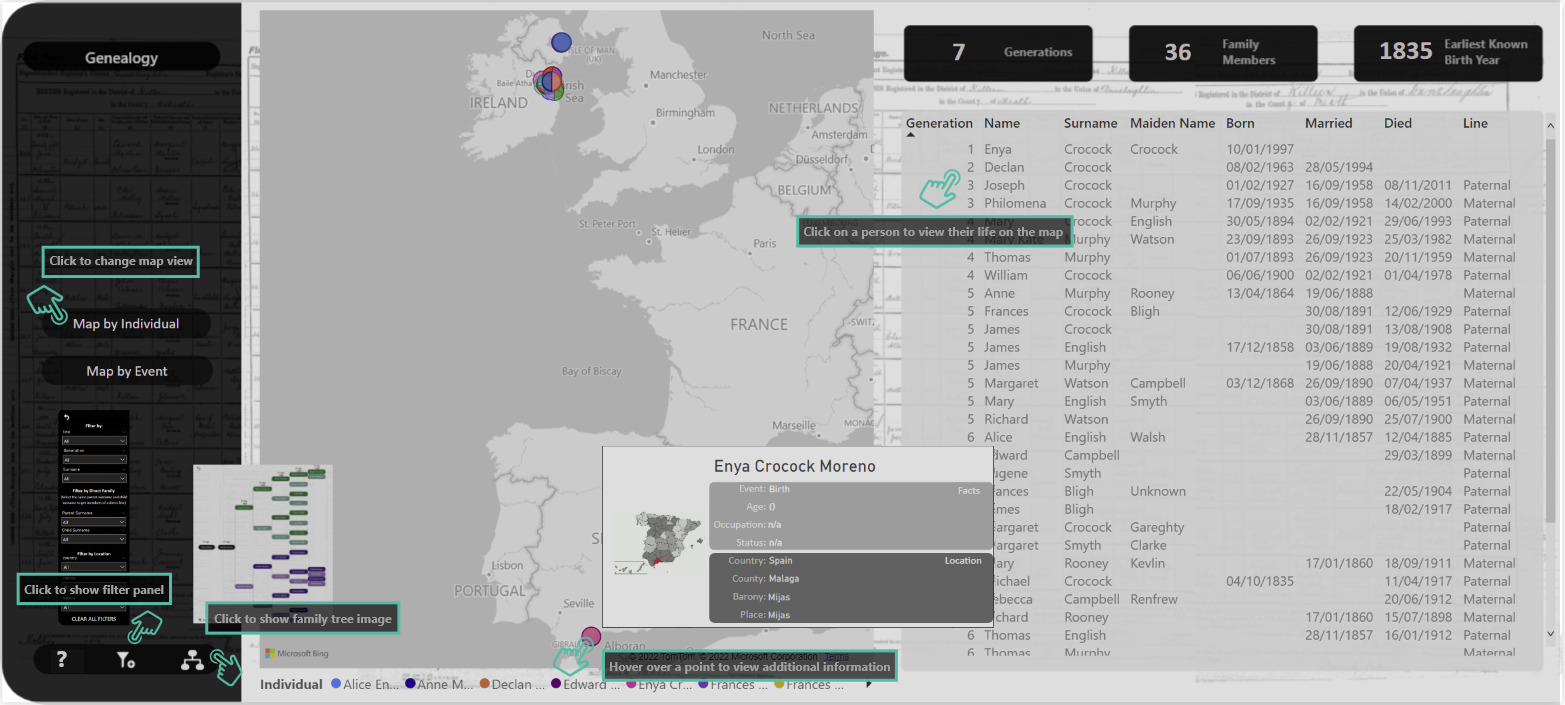 Genealogy
Click to change map view
Map by Individual
Map by Event
Filter by:
Line
All
Generation
All
Surname
All
Filter by Direct Family
Parent Surname
All
Child Surname
All
Filter by Location
Country
All
Click to show filter panel
CLEAR ALL FILTERS
Click to show family tree image
?
North Sea
ISLE OF MAN
(UK)
Manchester
Baile Atha
Irish
Sea
IRELAND
Birmingham
NETHERLANDS
Amsterdam
London
Düsseldorf
BELGIUM
St. Peter Port
St. Helier
Paris
FRANCE
SWIT
Bay of Biscay
Marseille
MONAC
Lisbon
PORTUGAL
Seville
Alboran
Microsoft Bing
© 2022 TomTom, © 2022 Microsoft Corporation Terms
Enya Crocock Moreno
Event: Birth Facts
Age: 0
Occupation: n/a
Status: n/a
Country: Spain Location
County: Malaga
Barony: Mijas
Place: Mijas
Hover over a point to view additional information
Individual Alice En... Anne M... Declan ... Edward ... Enya Cr... Frances ... Frances ...
7 Generations
36 Family Members
1835 Earliest Known Birth Year
Generation Name Surname Maiden Name Born Married Died Line
1 Enya Crocock Crocock 10/01/1997
2 Declan Crocock 08/02/1963 28/05/1994
3 Joseph Crocock 01/02/1927 16/09/1958 08/11/2011 Paternal
3 Philomena Crocock Murphy 17/09/1935 16/09/1958 14/02/2000 Maternal
4 Mary Crocock English 30/05/1894 02/02/1921 29/06/1993 Paternal
Click on a person to view their life on the map
4 Mary Kate Murphy Watson 23/09/1893 26/09/1923 25/03/1982 Maternal
4 Thomas Murphy 01/07/1893 26/09/1923 20/11/1959 Maternal
4 William Crocock 06/06/1900 02/02/1921 01/04/1978 Paternal
5 Anne Murphy Rooney 13/04/1864 19/06/1888 Maternal
5 Frances Crocock Bligh 30/08/1891 12/06/1929 Paternal
5 James Crocock 30/08/1891 13/08/1908 Paternal
5 James English 17/12/1858 03/06/1889 19/08/1932 Paternal
5 James Murphy 19/06/1888 20/04/1921 Maternal
5 Margaret Watson Campbell 03/12/1868 26/09/1890 07/04/1937 Maternal
5 Mary English Smyth 03/06/1889 06/05/1951 Paternal
5 Richard Watson 26/09/1890 25/07/1900 Maternal
6 Alice English Walsh 28/11/1857 12/04/1885 Paternal
dward Campbell 29/03/1899 Maternal
ugene Smyth Paternal
ances Bligh Unknown 22/05/1904 Paternal
mes Bligh 18/02/1917 Paternal
argaret Crocock Gareghty Paternal
argaret Smyth Clarke Paternal
ary Rooney Kevlin 17/01/1860 18/09/1911 Maternal
ichael Crocock 04/10/1835 11/04/1917 Paternal
ebecca Campbell Renfrew 20/06/1912 Maternal
chard Rooney 17/01/1860 15/07/1898 Maternal
6 Thomas English 28/11/1857 16/01/1912 Paternal
6 Thomas Murphy Maternal